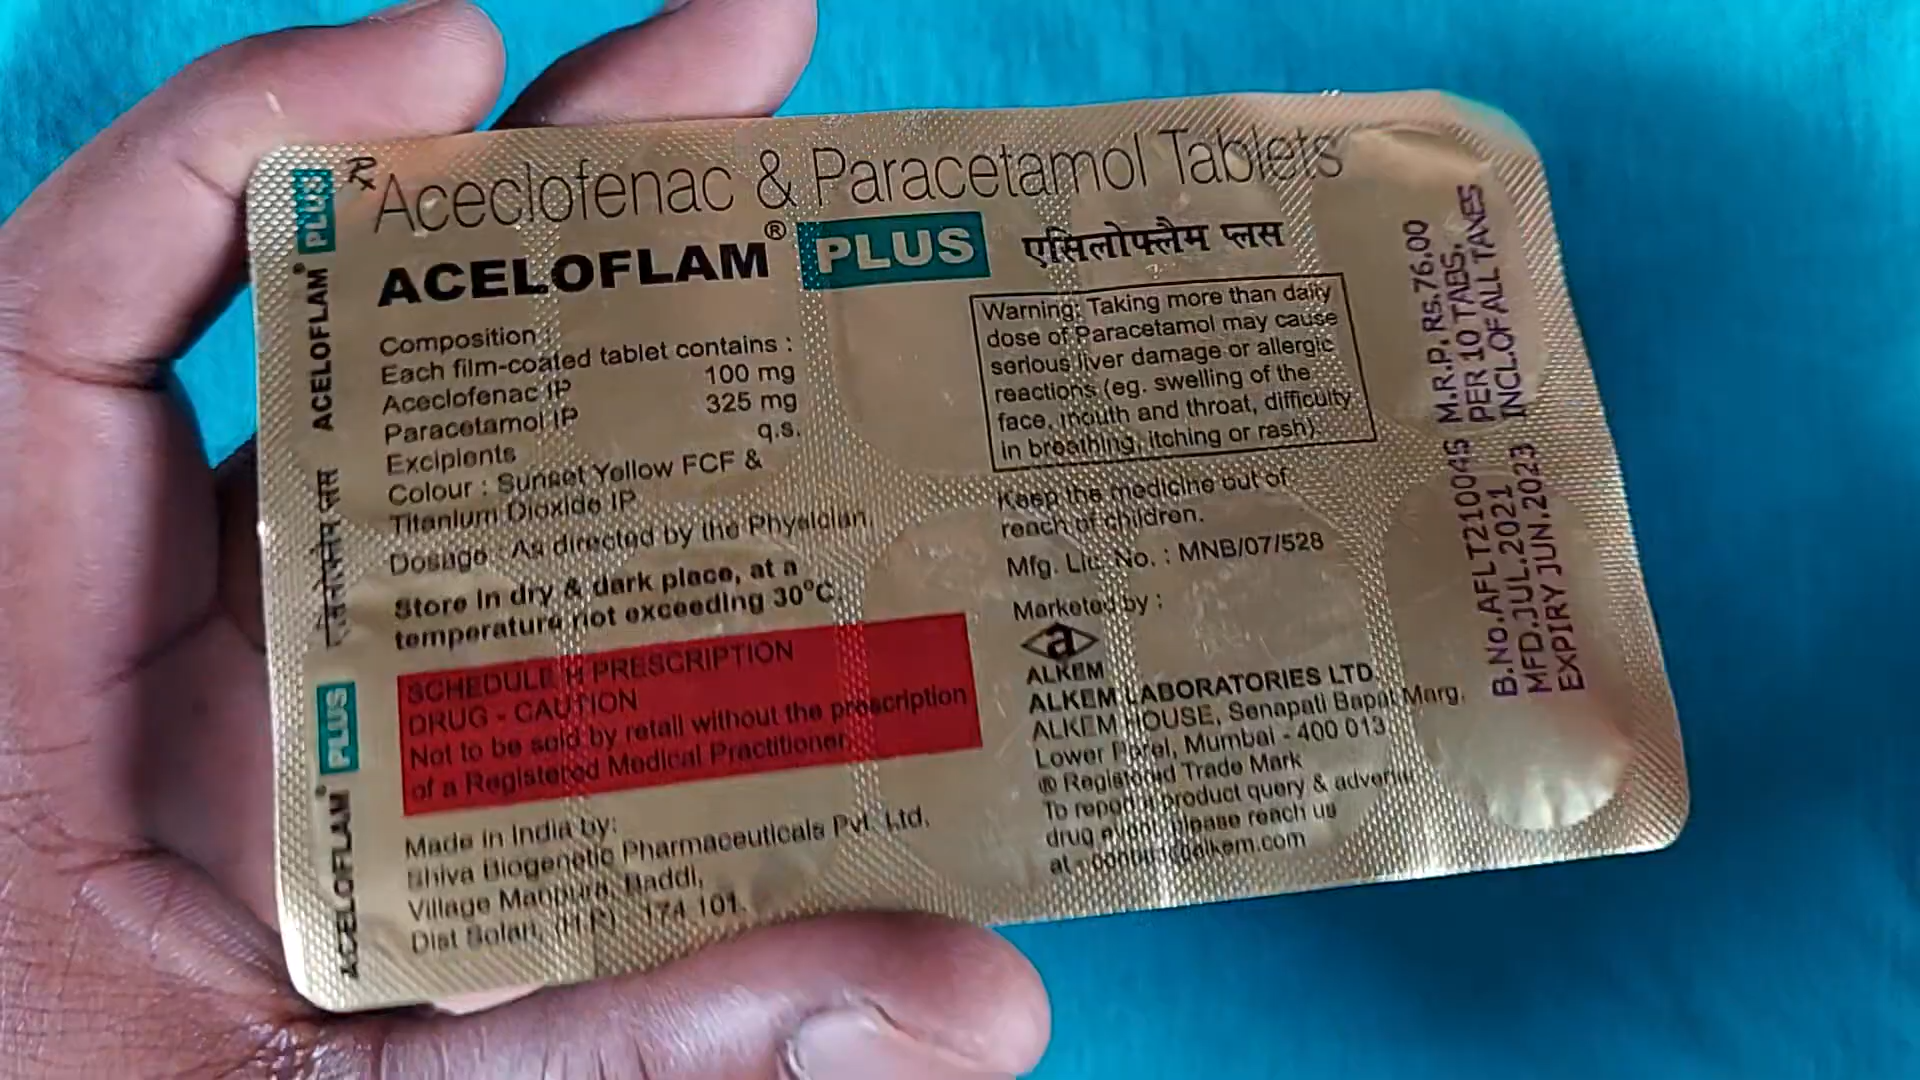 Rx Aceclofenac & Paracetamol Tablets
ACELOFLAM® PLUS एसिलोफ्लैम प्लस
Composition :
Each film-coated tablet contains :
Aceclofenac IP 100 mg
Paracetamol IP 325 mg
Excipients q.s.
Colour : Sunset Yellow FCF &
Titanium Dioxide IP
Dosage : As directed by the Physician.
Store in dry & dark place, at a
temperature not exceeding 30°C.
SCHEDULE H PRESCRIPTION
DRUG - CAUTION
Not to be sold by retail without the prescription
of a Registered Medical Practitioner
Made in India by:
Shiva Biogenetic Pharmaceuticals Pvt. Ltd.
Village Manpura, Baddi,
Dist Solan, (H.P.) 174 101.
Warning: Taking more than daily
dose of Paracetamol may cause
serious liver damage or allergic
reactions (eg. swelling of the
face, mouth and throat, difficulty
in breathing, itching or rash).
Keep the medicine out of
reach of children.
Mfg. Lic. No. : MNB/07/528
Marketed by :
a
ALKEM
ALKEM LABORATORIES LTD.
ALKEM HOUSE, Senapati Bapat Marg,
Lower Parel, Mumbai - 400 013
® Registered Trade Mark
To report a product query & adverse
drug event, please reach us
at
M.R.P. RS.76.00
PER 10 TABS.
INCL.OF ALL TAXES
B.No.AFLT21004S
MFD.JUL.2021
EXPIRY JUN.2023
ACELOFLAM® PLUS
ACELOFLAM® PLUS